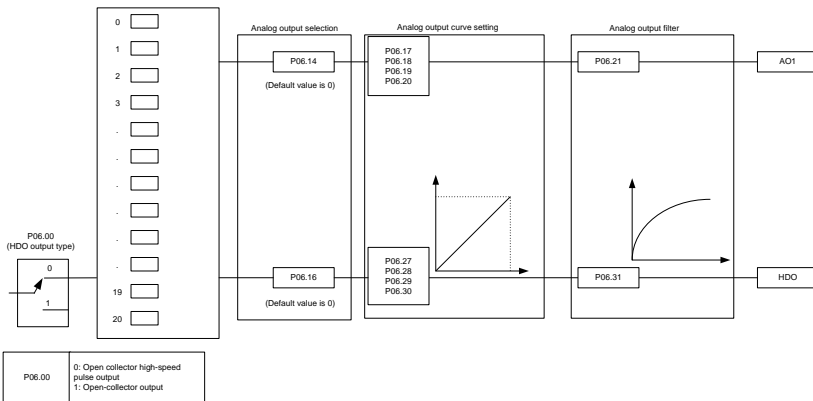 Analog output selection
Analog output curve setting
Analog output filter
0
1
2
3
.
.
.
.
.
.
19
20
P06.14
(Default value is 0)
P06.17
P06.18
P06.19
P06.20
P06.21
AO1
P06.00
(HDO output type)
0
1
P06.16
(Default value is 0)
P06.27
P06.28
P06.29
P06.30
P06.31
HDO
P06.00
0: Open collector high-speed
pulse output
1: Open-collector output